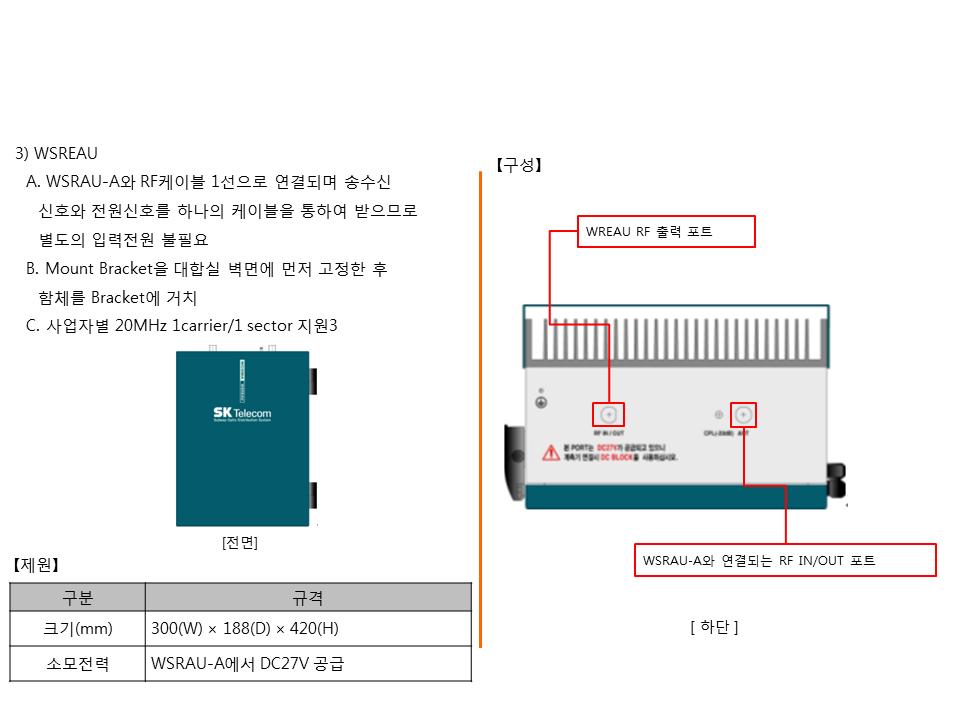 3) WSREAU
A. WSRAU-A와 RF케이블 1선으로 연결되며 송수신
신호와 전원신호를 하나의 케이블을 통하여 받으므로
별도의 입력전원 불필요
B. Mount Bracket을 대합실 벽면에 먼저 고정한 후
함체를 Bracket에 거치
C. 사업자별 20MHz 1carrier/1 sector 지원3
SK Telecom
Subway Optic Distribution System
[전면]
【제원】
구분 규격
크기(mm) 300(W) × 188(D) × 420(H)
소모전력 WSRAU-A에서 DC27V 공급
【구성】
WREAU RF 출력 포트
RF IN / OUT
CPL(-30MB) ANT
본 PORT는 DC27V가 공급되고 있으니
계측기 연결시 DC BLOCK을 사용하십시오.
WSRAU-A와 연결되는 RF IN/OUT 포트
[ 하단 ]